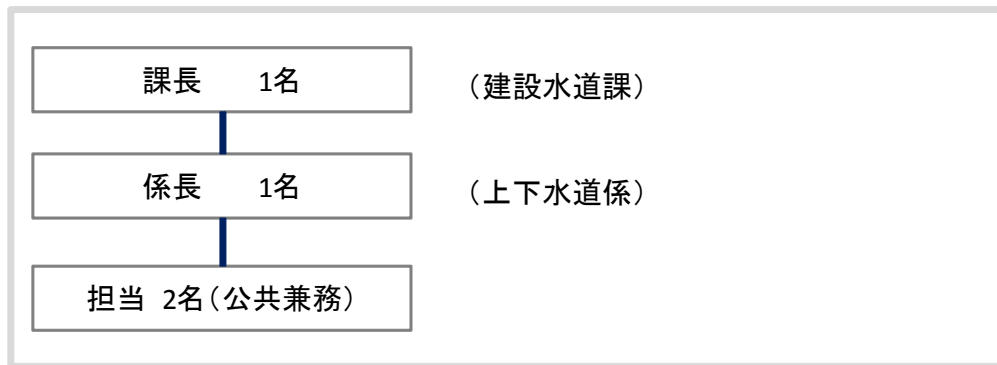 課長　　1名　　（建設水道課）
係長　　1名　　（上下水道係）
担当 2名（公共兼務）